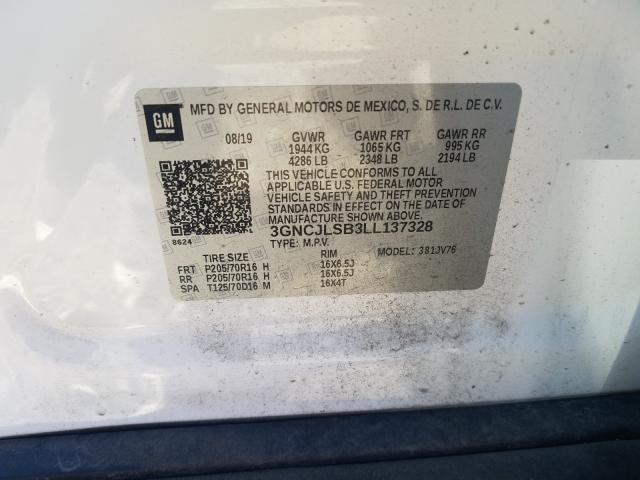 GM
MFD BY GENERAL MOTORS DE MEXICO, S. DE R.L. DE C.V.
08/19 GVWR GAWR FRT GAWR RR
1944 KG 1065 KG 995 KG
4286 LB 2348 LB 2194 LB
THIS VEHICLE CONFORMS TO ALL
APPLICABLE U.S. FEDERAL MOTOR
VEHICLE SAFETY AND THEFT PREVENTION
STANDARDS IN EFFECT ON THE DATE OF
MANUFACTURE SHOWN ABOVE.
3GNCJLSB3LL137328
8624
TYPE: M.P.V. MODEL: 381JV76
TIRE SIZE RIM
FRT P205/70R16 H 16X6.5J
RR P205/70R16 H 16X6.5J
SPA T125/70D16 M 16X4T